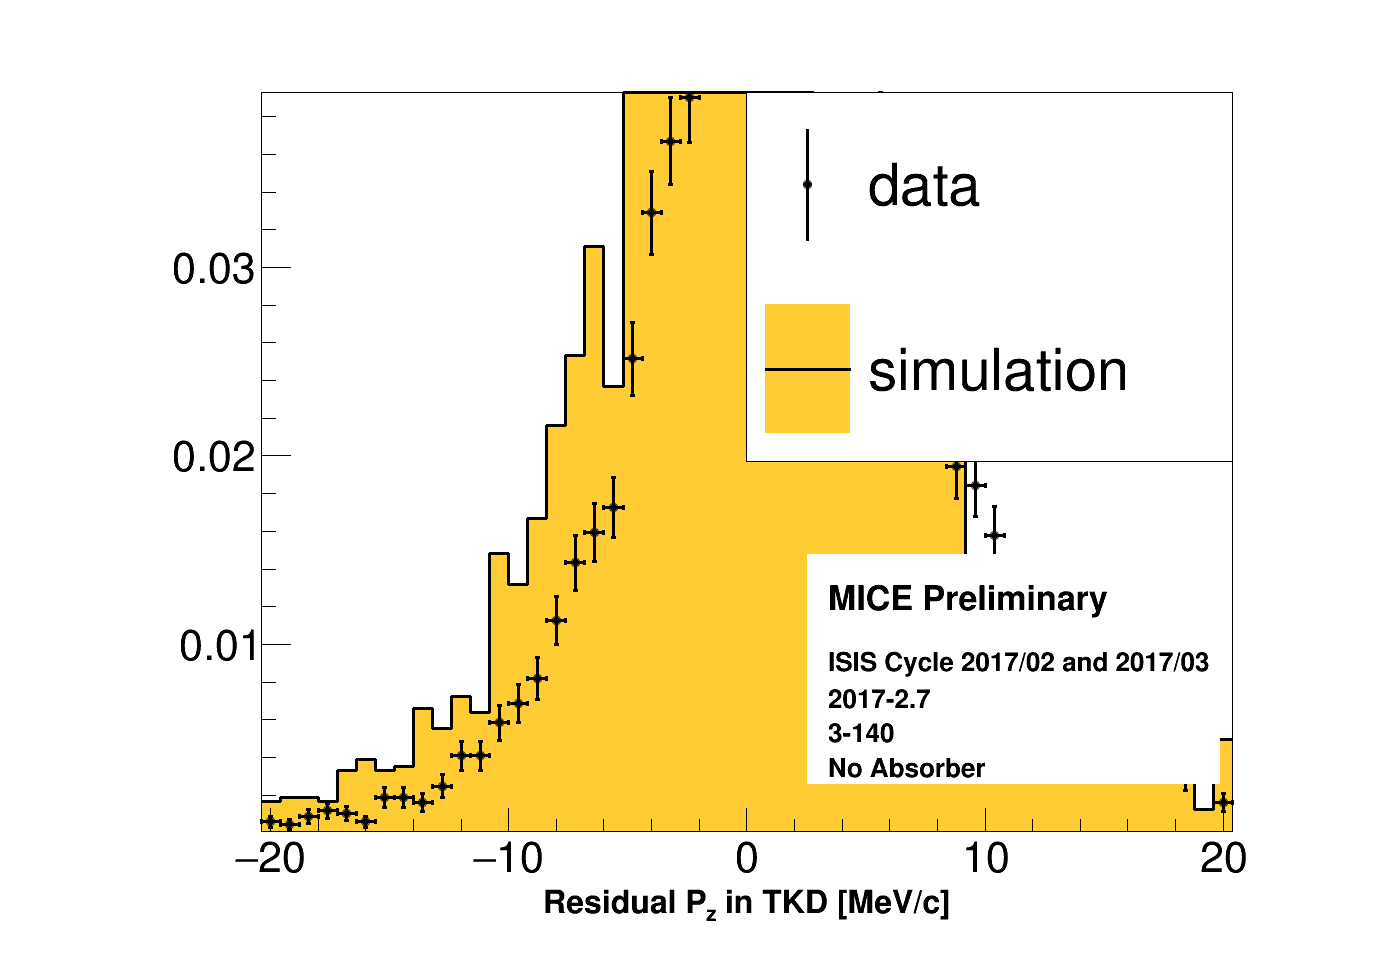 data
simulation
0.03
0.02
0.01
MICE Preliminary
ISIS Cycle 2017/02 and 2017/03
2017-2.7
3-140
No Absorber
−20 −10 0 10 20
Residual Pz in TKD [MeV/c]